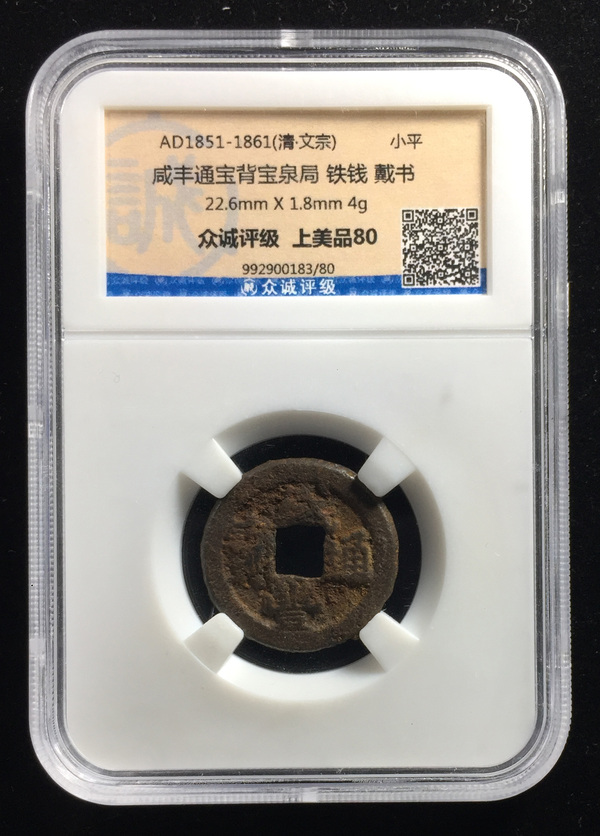 AD1851-1861(清·文宗) 小平
咸丰通宝背宝泉局 铁钱 戴书
22.6mm X 1.8mm 4g
众诚评级 上美品80
992900183/80
众诚评级
通
豐